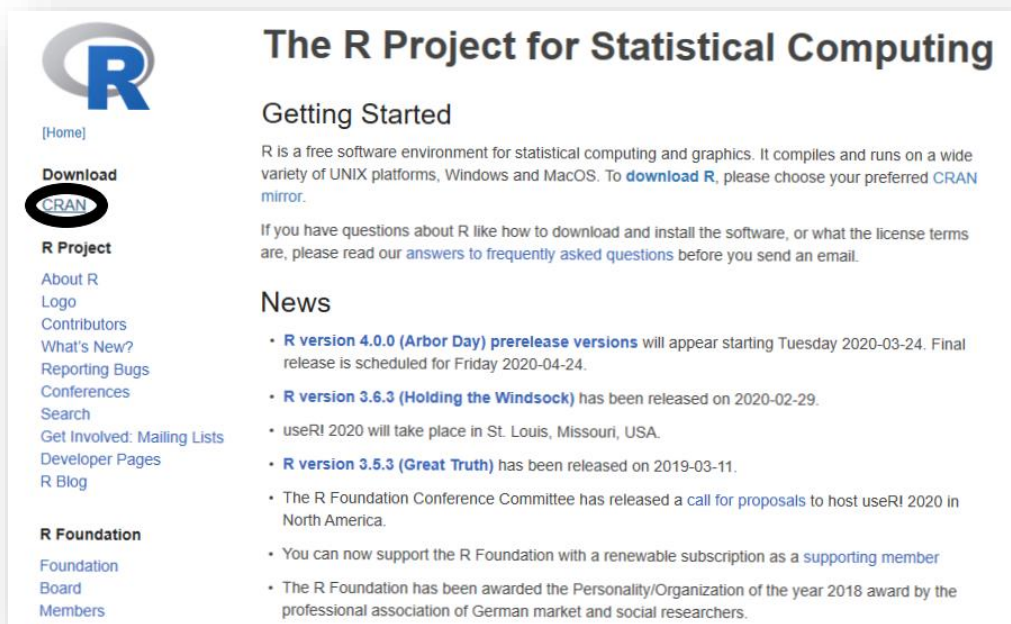 R
[Home]
Download
CRAN
R Project
About R
Logo
Contributors
What's New?
Reporting Bugs
Conferences
Search
Get Involved: Mailing Lists
Developer Pages
R Blog
R Foundation
Foundation
Board
Members
The R Project for Statistical Computing
Getting Started
R is a free software environment for statistical computing and graphics. It compiles and runs on a wide
variety of UNIX platforms, Windows and MacOS. To download R, please choose your preferred CRAN
mirror.
If you have questions about R like how to download and install the software, or what the license terms
are, please read our answers to frequently asked questions before you send an email.
News
• R version 4.0.0 (Arbor Day) prerelease versions will appear starting Tuesday 2020-03-24. Final
release is scheduled for Friday 2020-04-24.
• R version 3.6.3 (Holding the Windsock) has been released on 2020-02-29.
• useR! 2020 will take place in St. Louis, Missouri, USA.
• R version 3.5.3 (Great Truth) has been released on 2019-03-11.
• The R Foundation Conference Committee has released a call for proposals to host useR! 2020 in
North America.
• You can now support the R Foundation with a renewable subscription as a supporting member
• The R Foundation has been awarded the Personality/Organization of the year 2018 award by the
professional association of German market and social researchers.